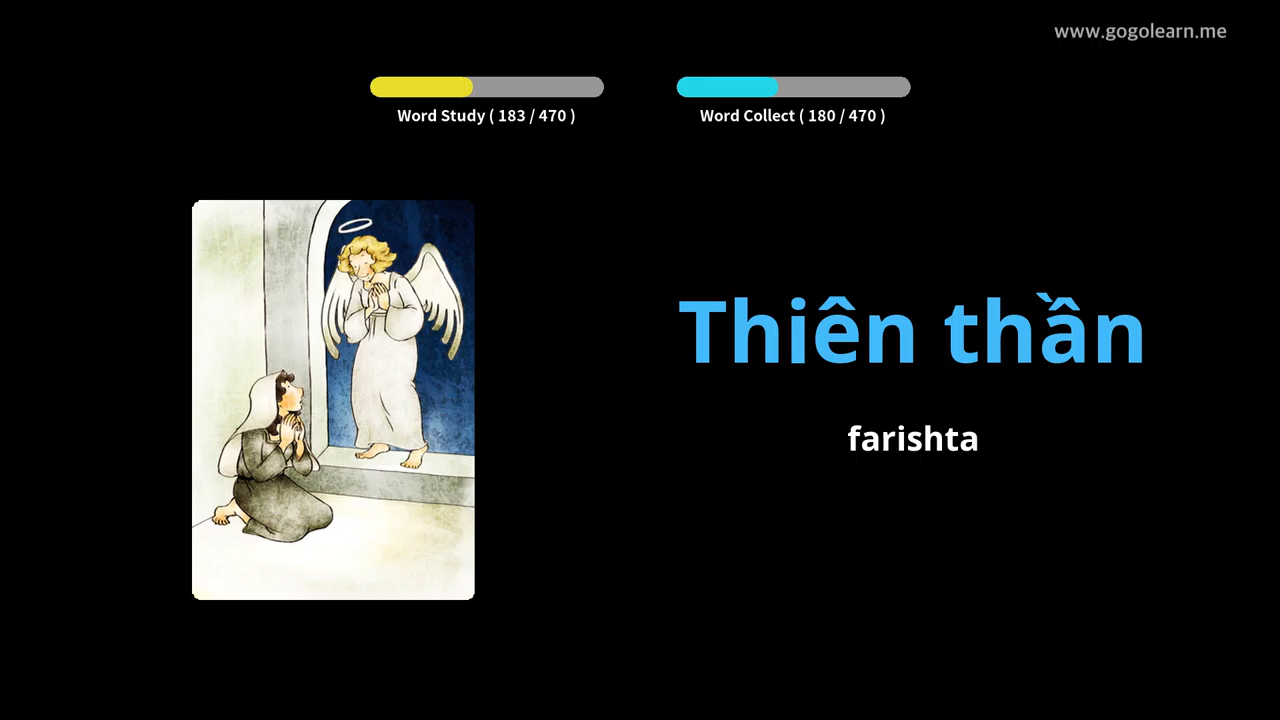 www.gogolearn.me
Word Study ( 183 / 470 )
Word Collect ( 180 / 470 )
Thiên thần
farishta